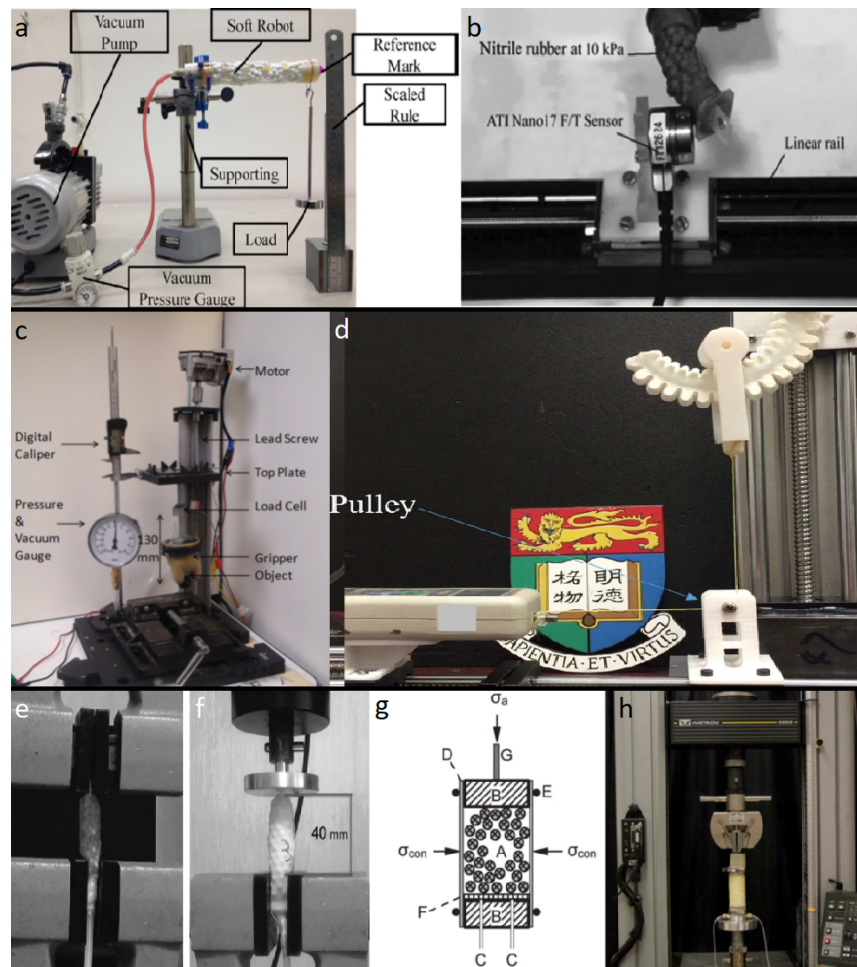 a
Vacuum
Pump
Soft Robot
Reference
Mark
Scaled
Rule
Supporting
Load
Vacuum
Pressure Gauge
b
Nitrile rubber at 10 kPa
ATI Nano17 F/T Sensor
Linear rail
c
Motor
Digital
Caliper
Lead Screw
Top Plate
Pressure
&
Vacuum
Gauge
130
mm
Load Cell
Gripper
Object
d
Pulley
格物
明德
SAPIENTIA·ET·VIRTUS
e
f
40 mm
g
σa
D
G
B
E
σcon
A
σcon
F
B
C
C
h
INSTRON